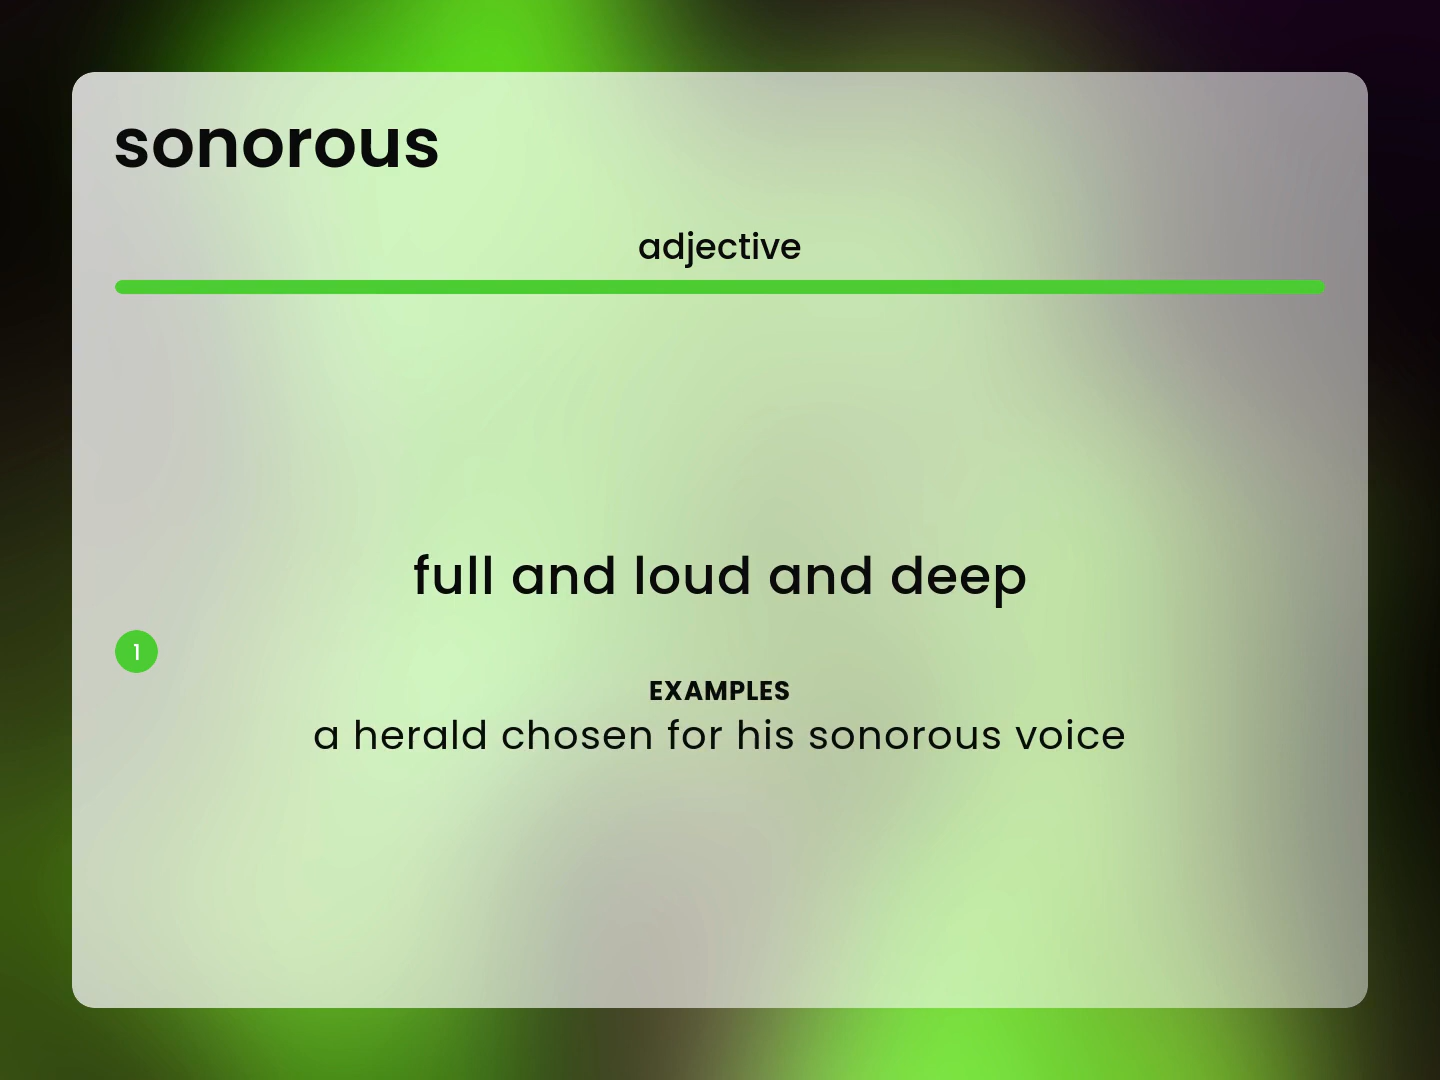 sonorous
adjective
full and loud and deep
1
EXAMPLES
a herald chosen for his sonorous voice